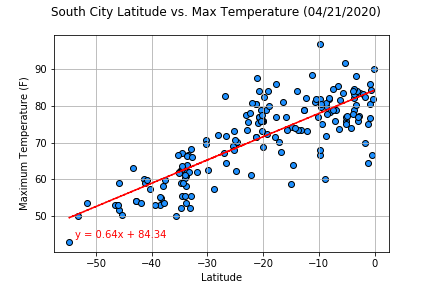 South City Latitude vs. Max Temperature (04/21/2020)
Maximum Temperature (F)
90
80
70
60
50
y = 0.64x + 84.34
−50
−40
−30
−20
−10
0
Latitude